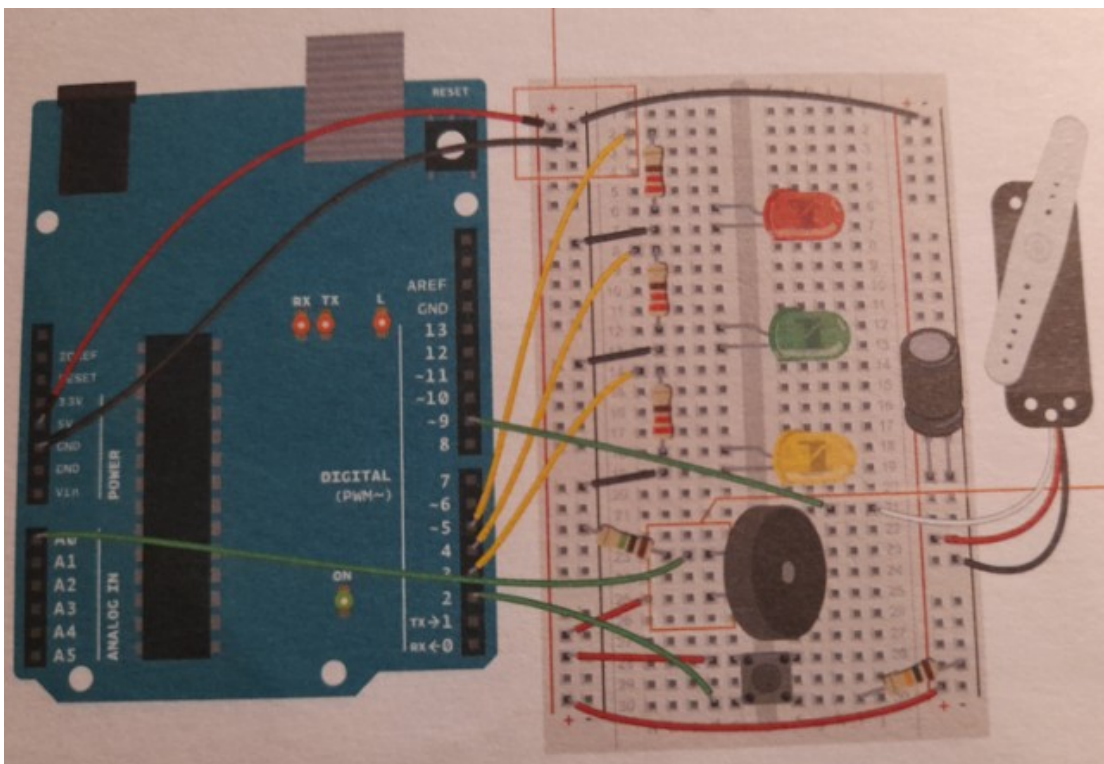 RESET
+ -
+ -
AREF
GND
RX TX L
13
12
IOREF
RESET
~11
3.3V
~10
5V
~9
GND
8
GND
VIN
POWER
DIGITAL
(PWM~)
7
~6
~5
4
3
2
TX→1
RX←0
ON
A0
A1
A2
A3
A4
A5
ANALOG IN
+ -
+ -